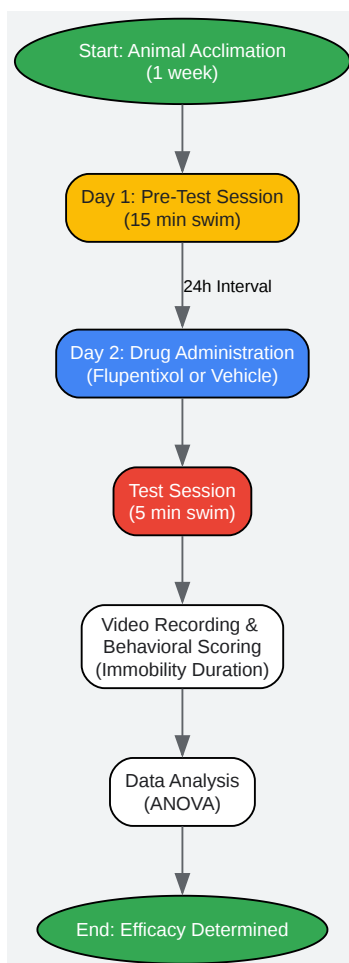 Start: Animal Acclimation
(1 week)
Day 1: Pre-Test Session
(15 min swim)
24h Interval
Day 2: Drug Administration
(Flupentixol or Vehicle)
Test Session
(5 min swim)
Video Recording &
Behavioral Scoring
(Immobility Duration)
Data Analysis
(ANOVA)
End: Efficacy Determined